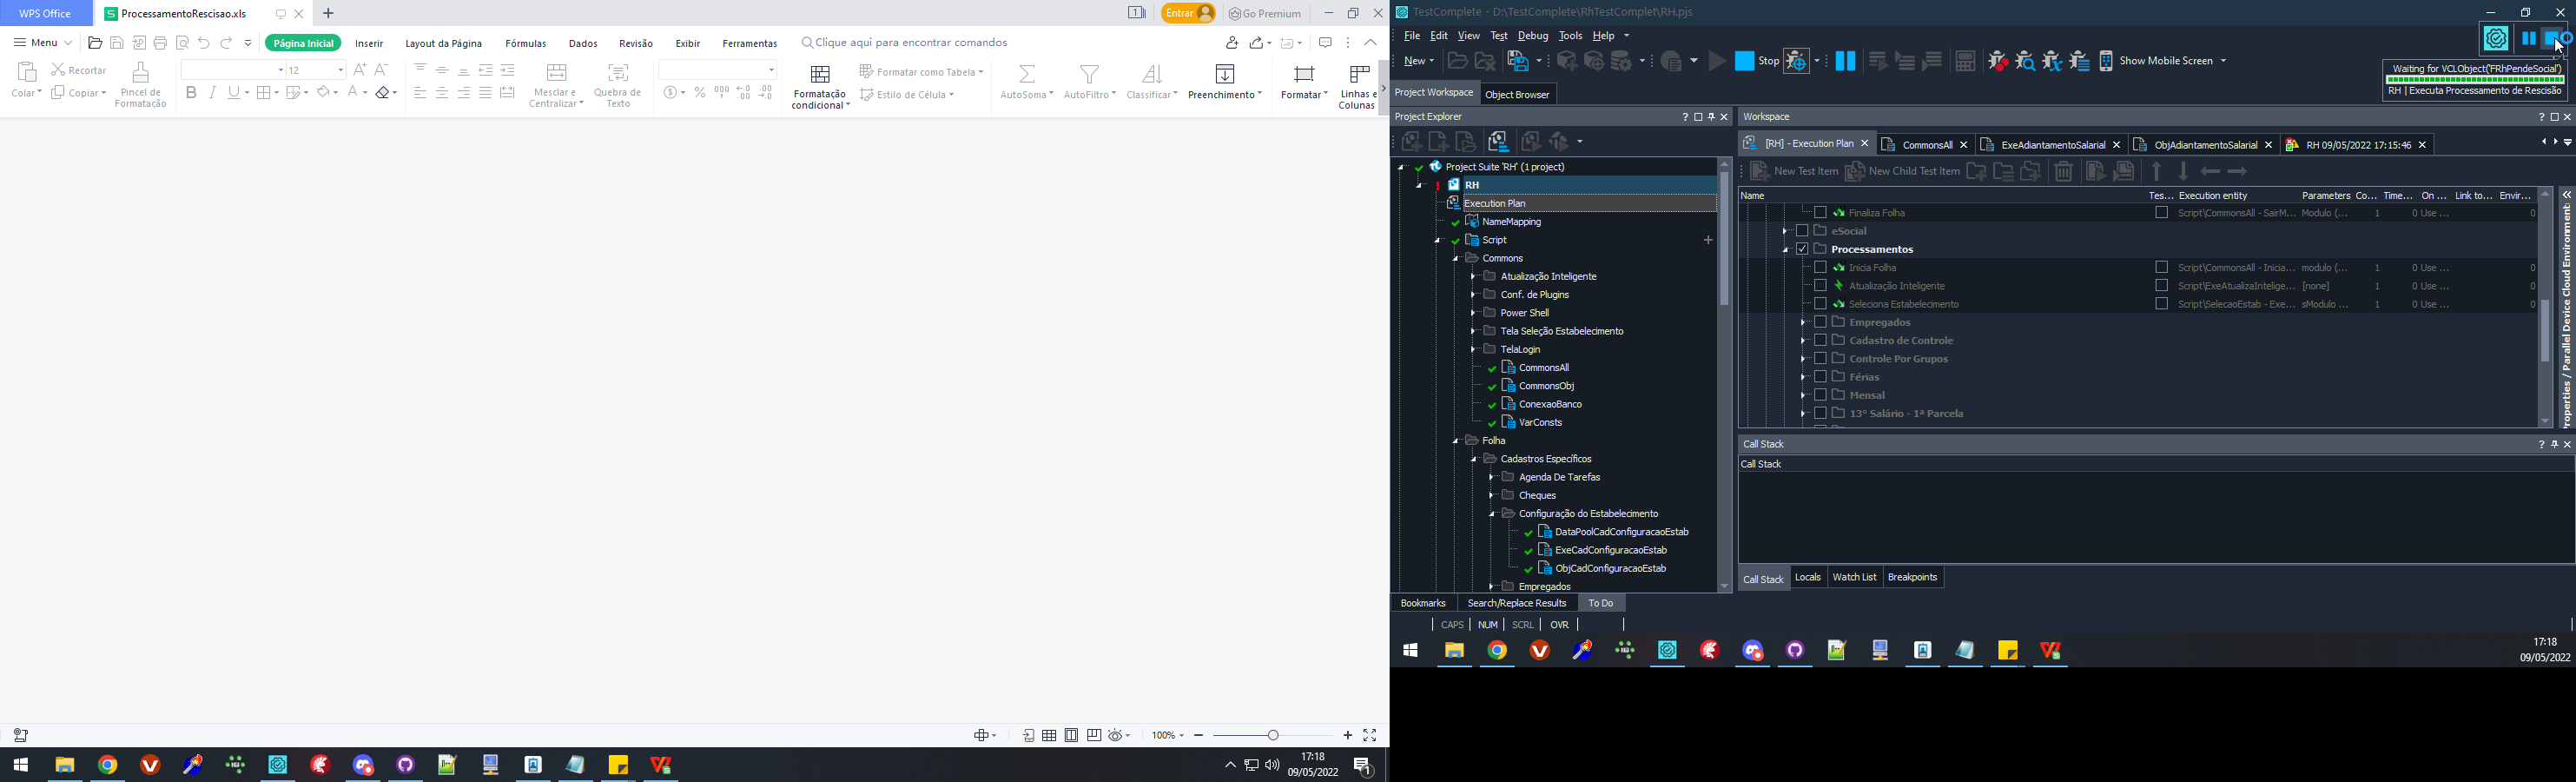 WPS Office
ProcessamentoRescisao.xls
Entrar
Go Premium
Menu
Página Inicial
Inserir
Layout da Página
Fórmulas
Dados
Revisão
Exibir
Ferramentas
Clique aqui para encontrar comandos
Colar
Recortar
Copiar
Pincel de
Formatação
12
Mesclar e
Centralizar
Quebra de
Texto
Formatação
condicional
Formatar como Tabela
Estilo de Célula
AutoSoma
AutoFiltro
Classificar
Preenchimento
Formatar
Linhas e
Colunas
100%
17:18
09/05/2022
TestComplete - D:\TestComplete\RhTestComplet\RH.pjs
File Edit View Test Debug Tools Help
New
Stop
Show Mobile Screen
Waiting for VCLObject('FRhPendeSocial')
RH | Executa Processamento de Rescisão
Project Workspace
Object Browser
Project Explorer
Project Suite 'RH' (1 project)
RH
Execution Plan
NameMapping
Script
Commons
Atualização Inteligente
Conf. de Plugins
Power Shell
Tela Seleção Estabelecimento
TelaLogin
CommonsAll
CommonsObj
ConexaoBanco
VarConsts
Folha
Cadastros Específicos
Agenda De Tarefas
Cheques
Configuração do Estabelecimento
DataPoolCadConfiguracaoEstab
ExeCadConfiguracaoEstab
ObjCadConfiguracaoEstab
Empregados
Bookmarks
Search/Replace Results
To Do
CAPS NUM SCRL OVR
Workspace
[RH] - Execution Plan
CommonsAll
ExeAdiantamentoSalarial
ObjAdiantamentoSalarial
RH 09/05/2022 17:15:46
New Test Item
New Child Test Item
Name Tes... Execution entity Parameters Co... Time... On ... Link to... Envir...
Finaliza Folha Script\CommonsAll - SairM... Modulo (... 1 0 Use ... 0
eSocial
Processamentos
Inicia Folha Script\CommonsAll - Inicia... modulo (... 1 0 Use ... 0
Atualização Inteligente Script\ExeAtualizaIntelige... [none] 1 0 Use ... 0
Seleciona Estabelecimento Script\SelecaoEstab - Exe... sModulo ... 1 0 Use ... 0
Empregados
Cadastro de Controle
Controle Por Grupos
Férias
Mensal
13º Salário - 1ª Parcela
Properties / Parallel Device Cloud Environments
Call Stack
Call Stack
Call Stack
Locals
Watch List
Breakpoints
17:18
09/05/2022